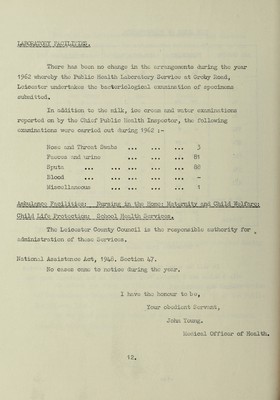 LABORATORY FACILITIES.
There has been no change in the arrangements during the year
1962 whereby the Public Health Laboratory Service at Groby Road,
Leicester undertakes the bacteriological examination of specimens
submitted.
In addition to the milk, ice cream and water examinations
reported on by the Chief Public Health Inspector, the following
examinations were carried out during 1962 :-
Nose and Throat Swabs ... ... ... 3
Faeces and urine ... ... ... 81
Sputa ... ... ... ... ... 88
Blood ... ... ... ... ... -
Miscellaneous ... ... ... ... 1
Ambulance Facilities: Nursing in the Home: Maternity and Child Welfare:
Child Life Protection: School Health Services.
The Leicester County Council is the responsible authority for
administration of these Services.
National Assistance Act, 1948. Section 47.
No cases came to notice during the year.
I have the honour to be,
Your obedient Servant,
John Young.
Medical Officer of Health.
12.